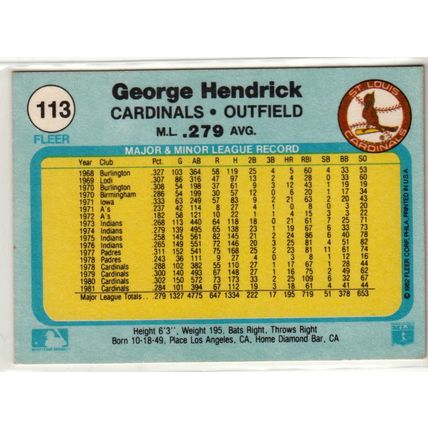 113
FLEER
George Hendrick
CARDINALS • OUTFIELD
M.L. .279 AVG.
ST. LOUIS
CARDINALS
MAJOR & MINOR LEAGUE RECORD
Year Club Pct. G AB R H 2B 3B HR RBI SB BB SO
1968 Burlington 327 103 364 58 119 25 4 5 60 4 33 53
1969 Lodi 307 86 316 47 97
1970 Burlington 308 54 198 37 61 9 3 12 43 1 19
1970 Birmingham 286 54 199 30 57 12 6 4 29 1 17 34
1971 Iowa 333 63 249 57 83 9 2 21 63 2 20 43
1971 A's 237 42 114 8 27 4 1 0 8 0 3 20
1972 A's 182 58 121 10 22 1 1 4 15 3 3 22
1973 Indians 268 113 440 64 118 18 0 21 61 7 25 71
1974 Indians 279 139 495 65 138 23 1 19 67 6 33 73
1975 Indians 258 145 561 82 145 21 2 24 86 6 40 78
1976 Indians 265 149 551 72 146 20 3 25 81 4 51 82
1977 Padres 311 152 541 75 168 25 2 23 81 11 61 74
1978 Padres 243 36 111 9 27 4 0 3 8 1 12 16
1978 Cardinals 288 102 382 55 110 27 1 17 67 1 28 44
1979 Cardinals 300 140 493 67 148 27 1 16 75 2 49 62
1980 Cardinals 302 150 572 73 173 33 2 25 109 6 32 67
1981 Cardinals 284 101 394 67 112 19 3 18 61 4 41 44
Major League Totals .279 1327 4775 647 1334 222 17 195 719 51 378 653
Height 6'3", Weight 195, Bats Right, Throws Right
Born 10-18-49, Place Los Angeles, CA, Home Diamond Bar, CA
© 1982 FLEER CORP. PHILA. PRINTED IN U.S.A.